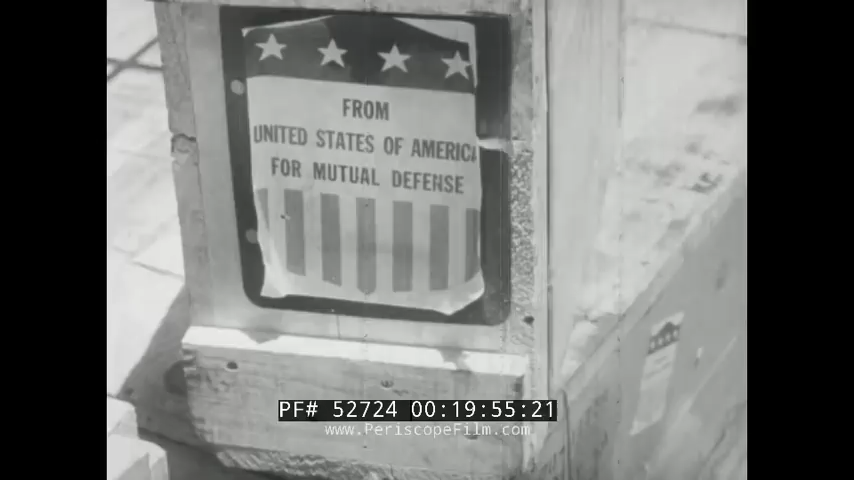 FROM
UNITED STATES OF AMERICA
FOR MUTUAL DEFENSE
PF# 52724 00:19:55:21
www.PeriscopeFilm.com